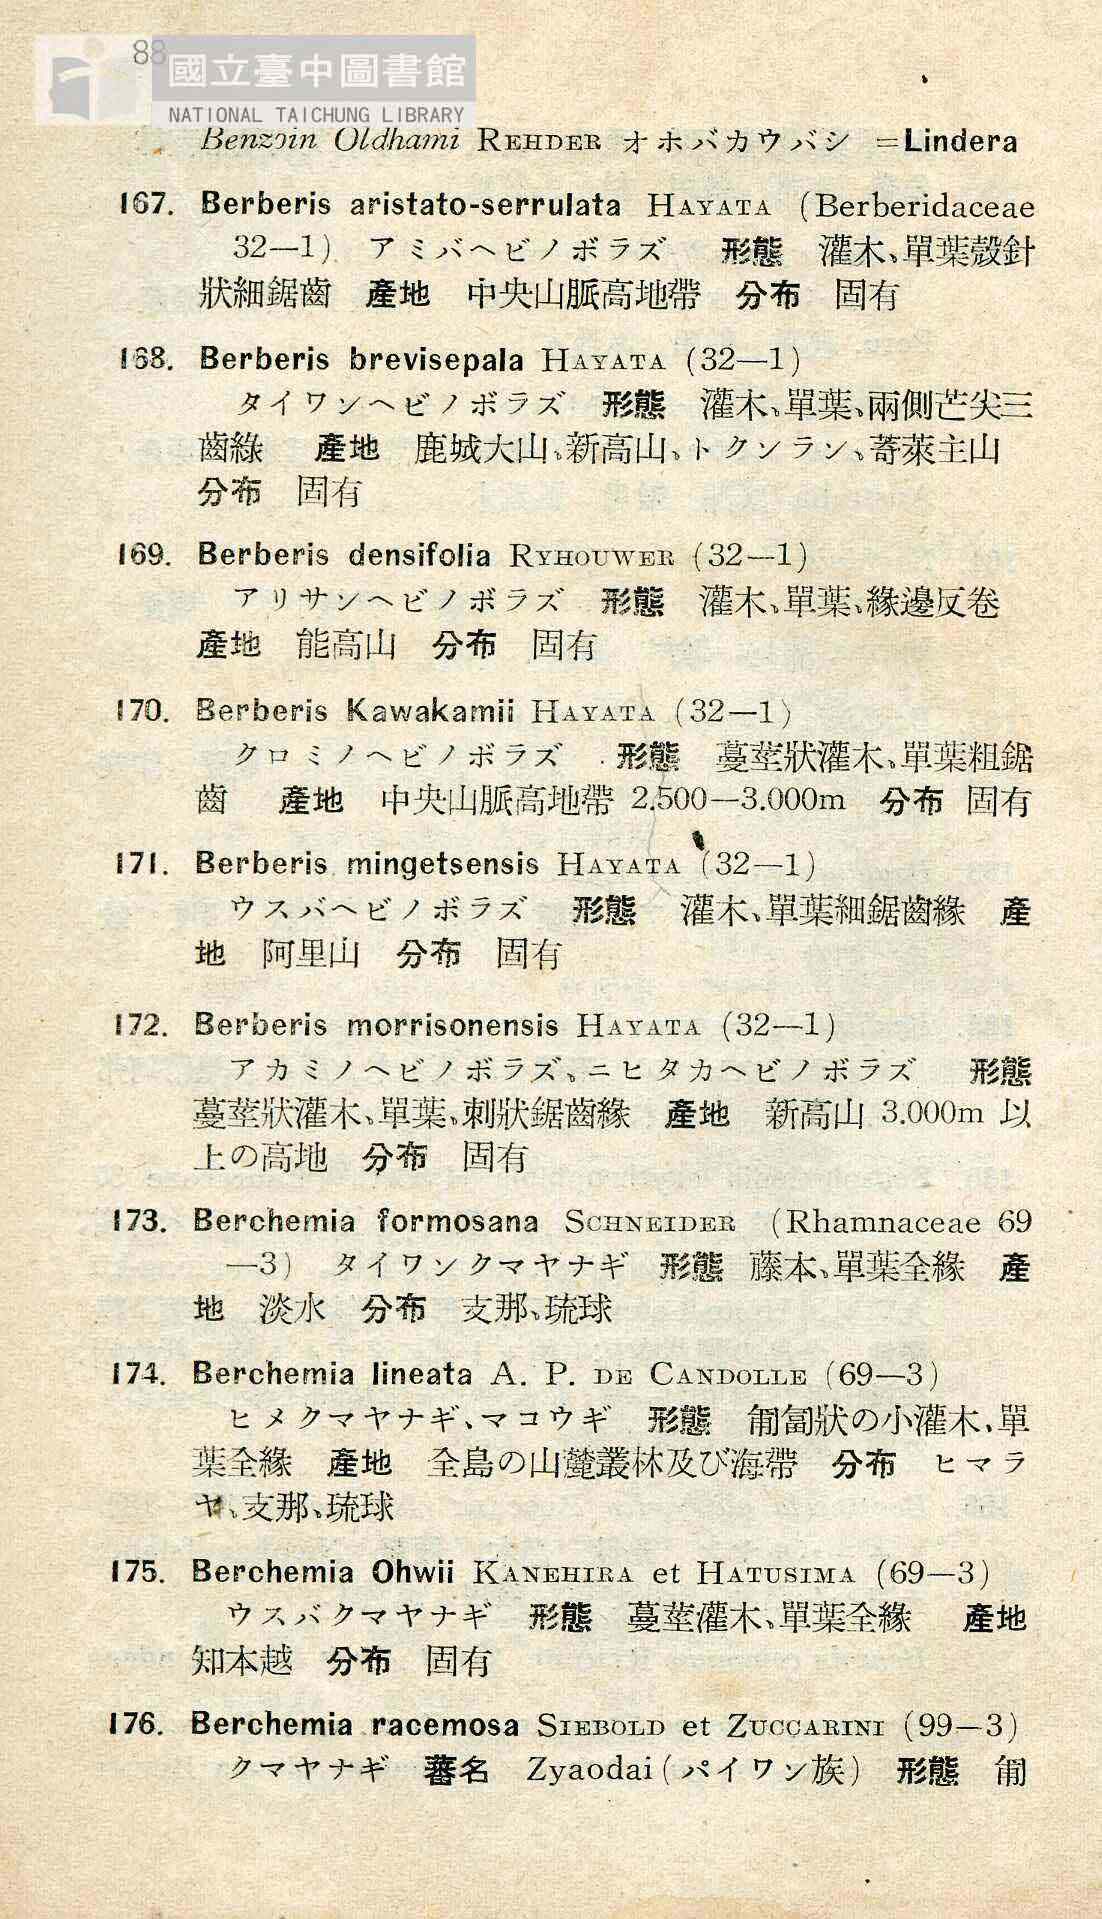 88
國立臺中圖書館
NATIONAL TAICHUNG LIBRARY
Benzoin Oldhami REHDER オホバカウバシ =Lindera
167. Berberis aristato-serrulata HAYATA (Berberidaceae
32—1) アミバヘビノボラズ 形態 灌木、單葉殼針
狀細鋸齒 產地 中央山脈高地帶 分布 固有
168. Berberis brevisepala HAYATA (32—1)
タイワンヘビノボラズ 形態 灌木、單葉、兩側芒尖三
齒綠 產地 鹿城大山、新高山、トクンラン、蒈萊主山
分布 固有
169. Berberis densifolia RYHOUWER (32—1)
アリサンヘビノボラズ 形態 灌木、單葉、緣邊反卷
產地 能高山 分布 固有
170. Berberis Kawakamii HAYATA (32—1)
クロミノヘビノボラズ 形態 蔓莖狀灌木、單葉粗鋸
齒 產地 中央山脈高地帶 2.500—3.000m 分布 固有
171. Berberis mingetsensis HAYATA (32—1)
ウスバヘビノボラズ 形態 灌木、單葉細鋸齒緣 產
地 阿里山 分布 固有
172. Berberis morrisonensis HAYATA (32—1)
アカミノヘビノボラズ、ニヒタカヘビノボラズ 形態
蔓莖狀灌木、單葉、刺狀鋸齒緣 產地 新高山 3.000m 以
上の高地 分布 固有
173. Berchemia formosana SCHNEIDER (Rhamnaceae 69
—3) タイワンクマヤナギ 形態 藤本、單葉全緣 產
地 淡水 分布 支那、琉球
174. Berchemia lineata A. P. DE CANDOLLE (69—3)
ヒメクマヤナギ、マコウギ 形態 匍匐狀の小灌木、單
葉全緣 產地 全島の山麓叢林及び海帶 分布 ヒマラ
ヤ、支那、琉球
175. Berchemia Ohwii KANEHIRA et HATUSIMA (69—3)
ウスバクマヤナギ 形態 蔓莖灌木、單葉全緣 產地
知本越 分布 固有
176. Berchemia racemosa SIEBOLD et ZUCCARINI (99—3)
クマヤナギ 蕃名 Zyaodai(パイワン族) 形態 匍